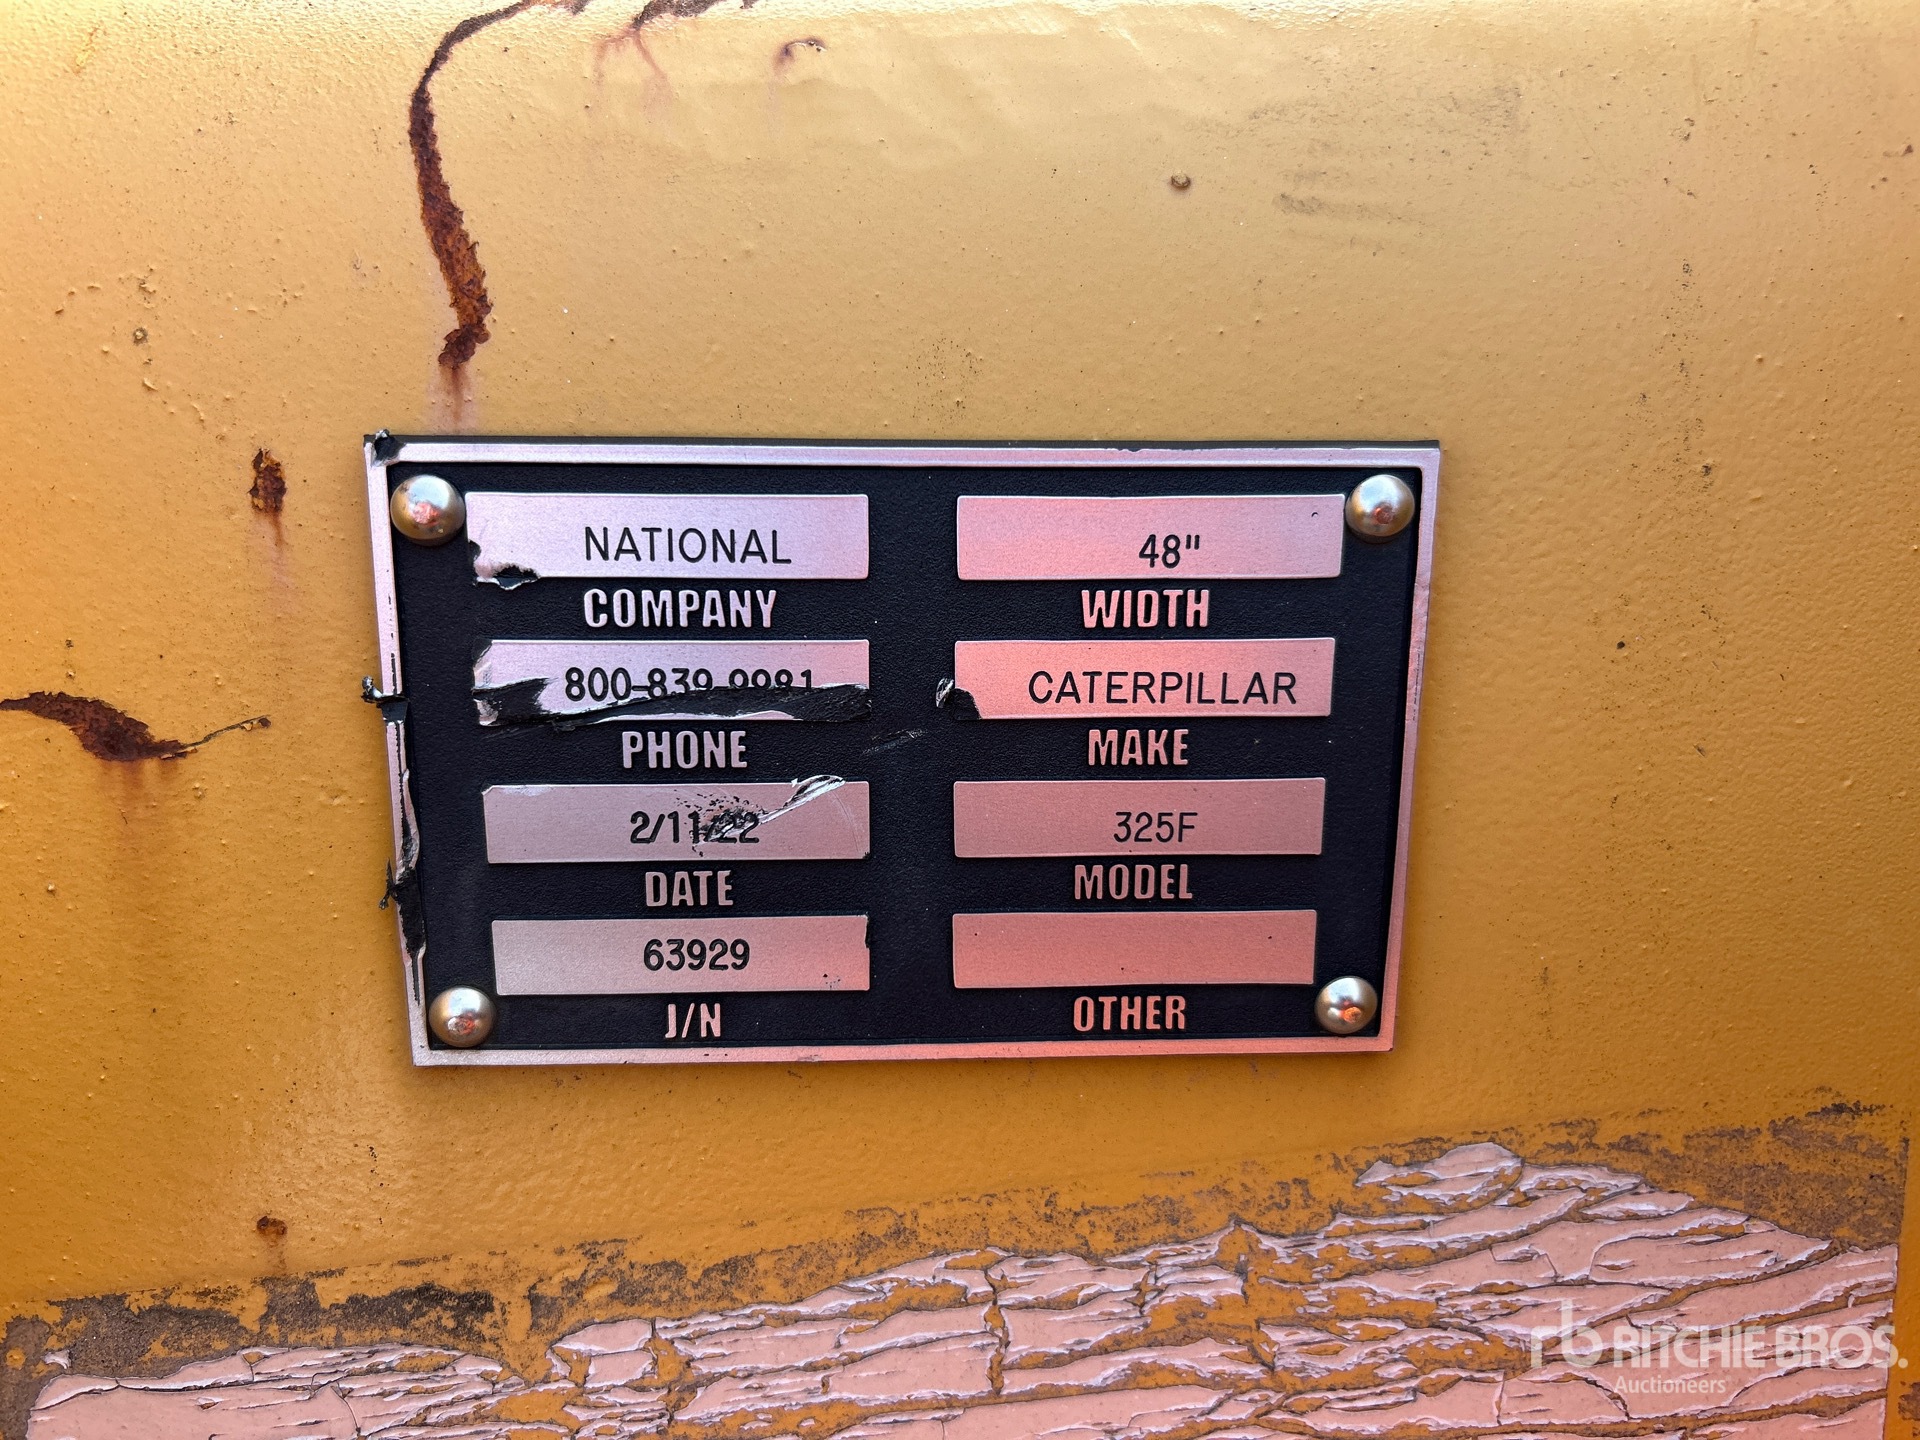 NATIONAL
COMPANY
800-839-9981
PHONE
2/11/22
DATE
63929
J/N
48"
WIDTH
CATERPILLAR
MAKE
325F
MODEL
OTHER
rb RITCHIE BROS.
Auctioneers